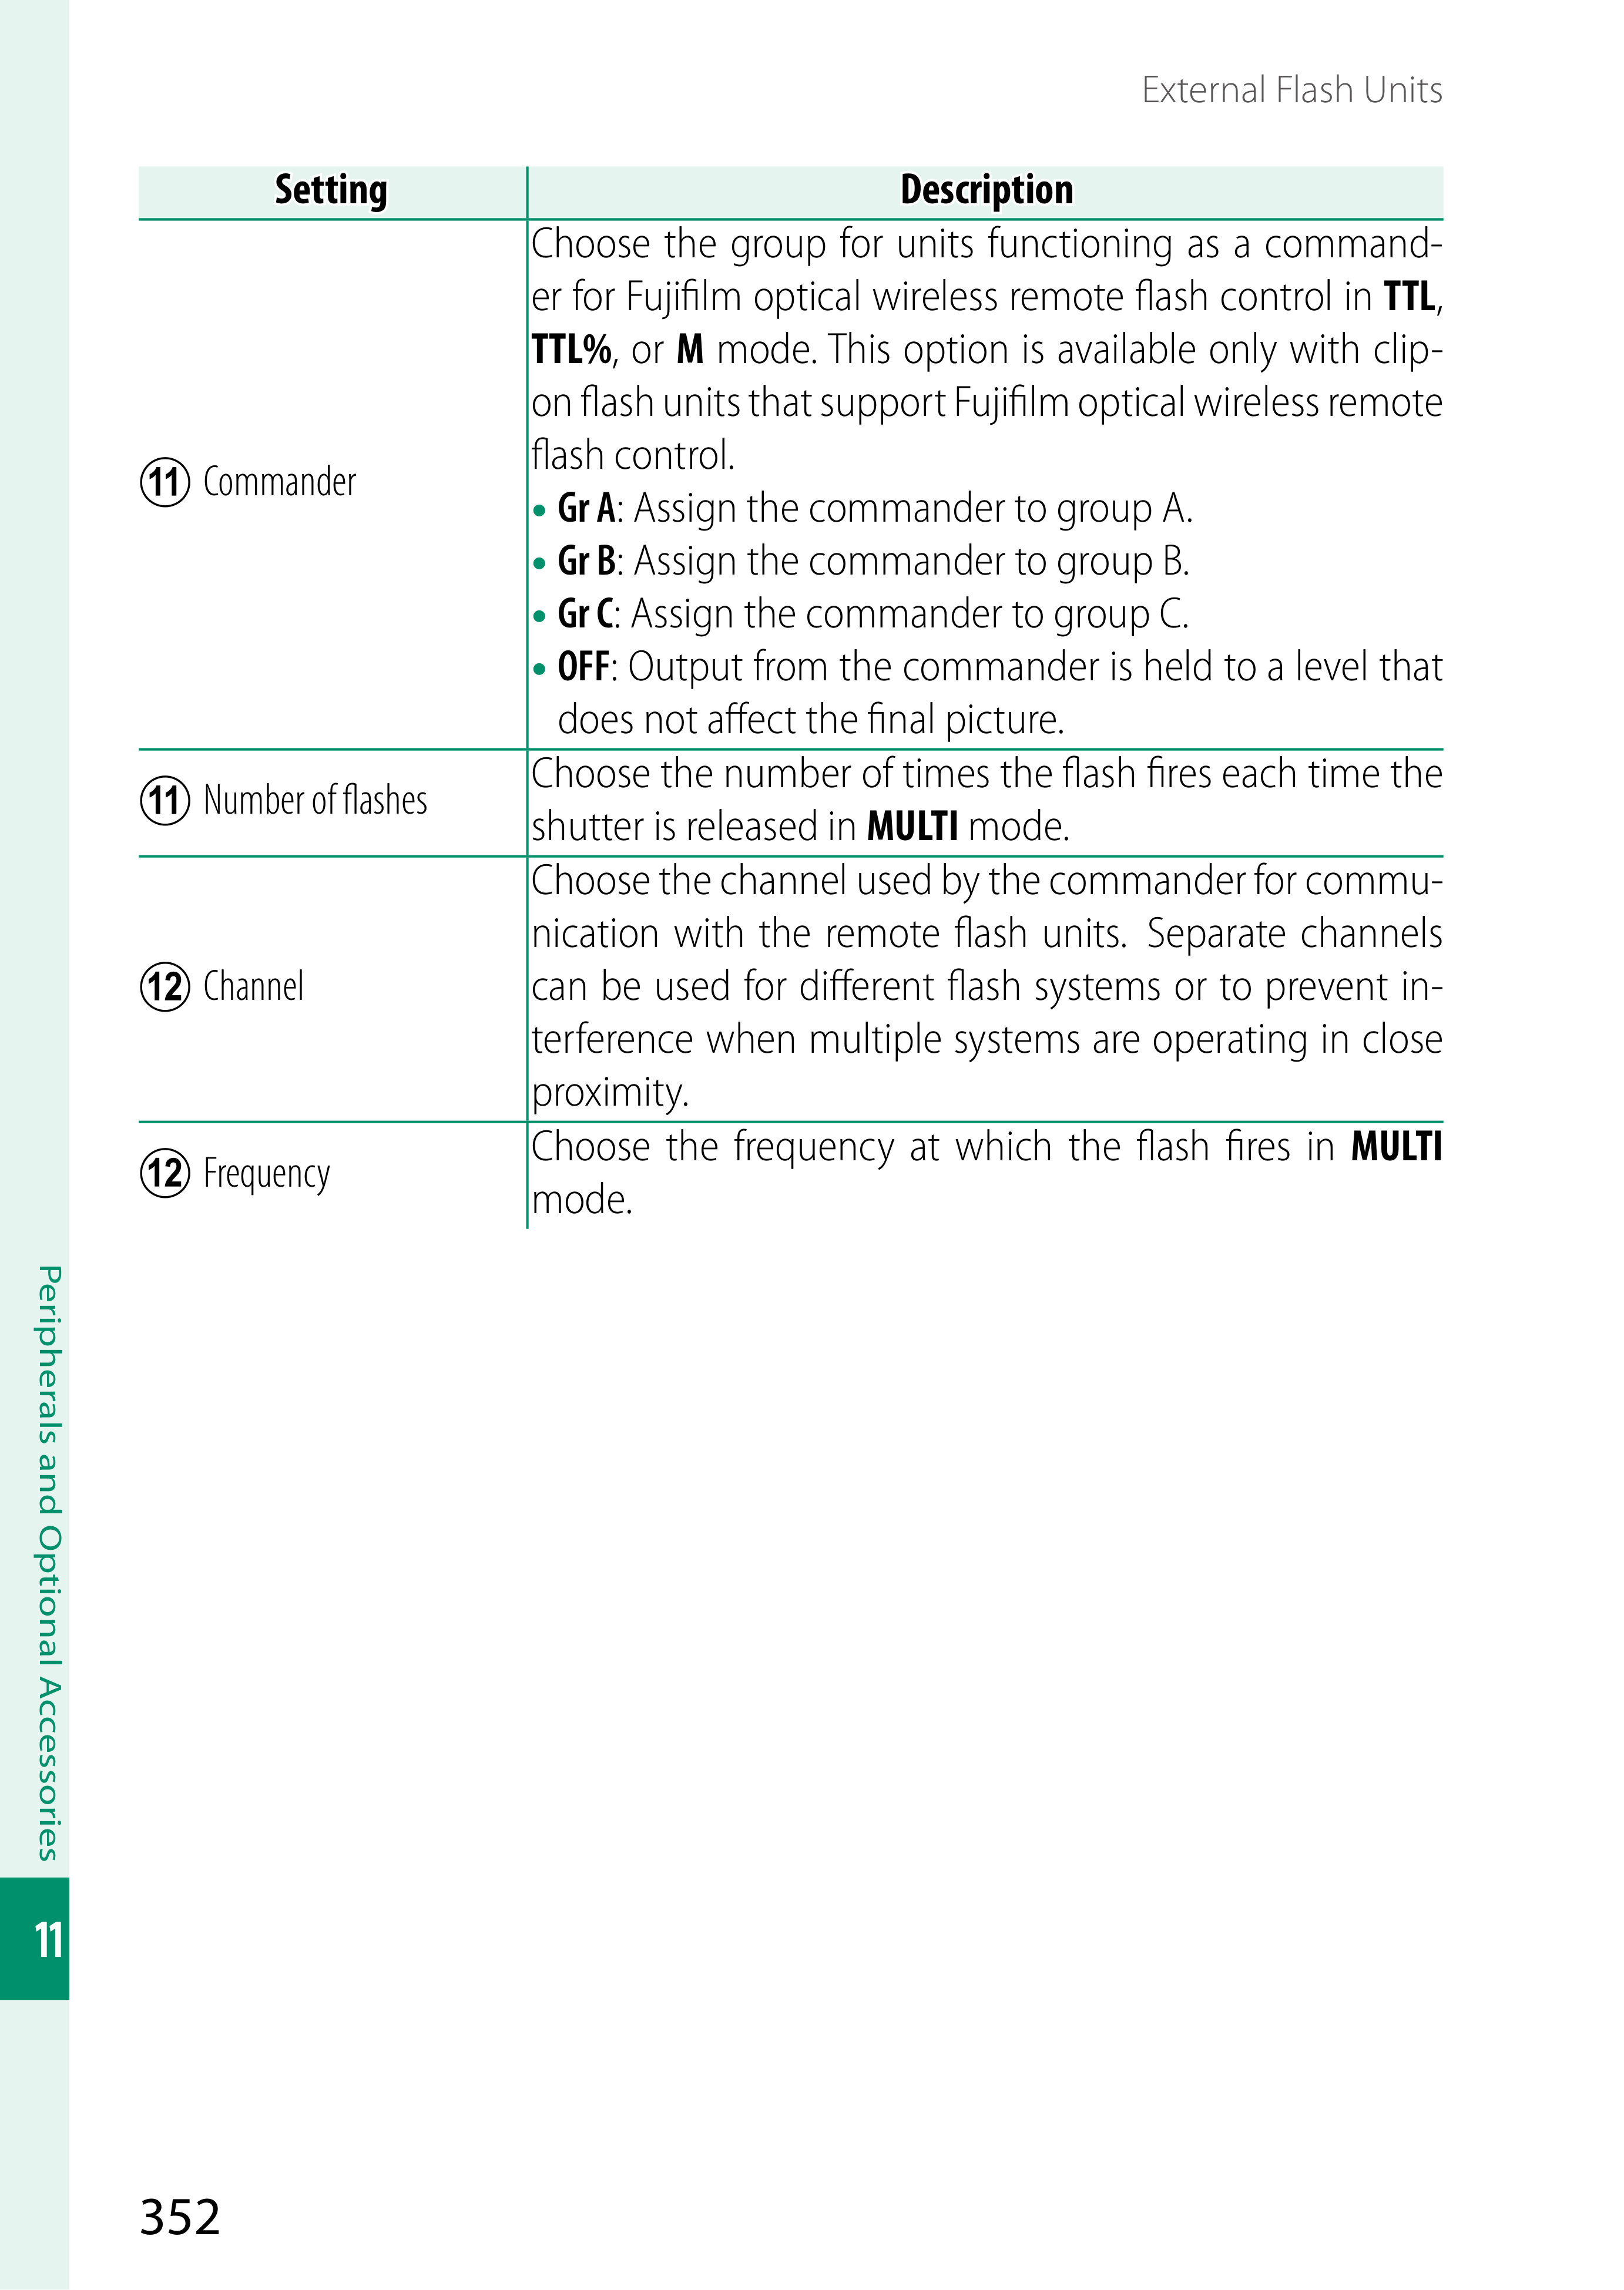 External Flash Units
Setting
Description
⑪ Commander
Choose the group for units functioning as a command-
er for Fujifilm optical wireless remote flash control in TTL,
TTL%, or M mode. This option is available only with clip-
on flash units that support Fujifilm optical wireless remote
flash control.
• Gr A: Assign the commander to group A.
• Gr B: Assign the commander to group B.
• Gr C: Assign the commander to group C.
• OFF: Output from the commander is held to a level that
does not affect the final picture.
⑪ Number of flashes
Choose the number of times the flash fires each time the
shutter is released in MULTI mode.
⑫ Channel
Choose the channel used by the commander for commu-
nication with the remote flash units. Separate channels
can be used for different flash systems or to prevent in-
terference when multiple systems are operating in close
proximity.
⑫ Frequency
Choose the frequency at which the flash fires in MULTI
mode.
Peripherals and Optional Accessories
11
352